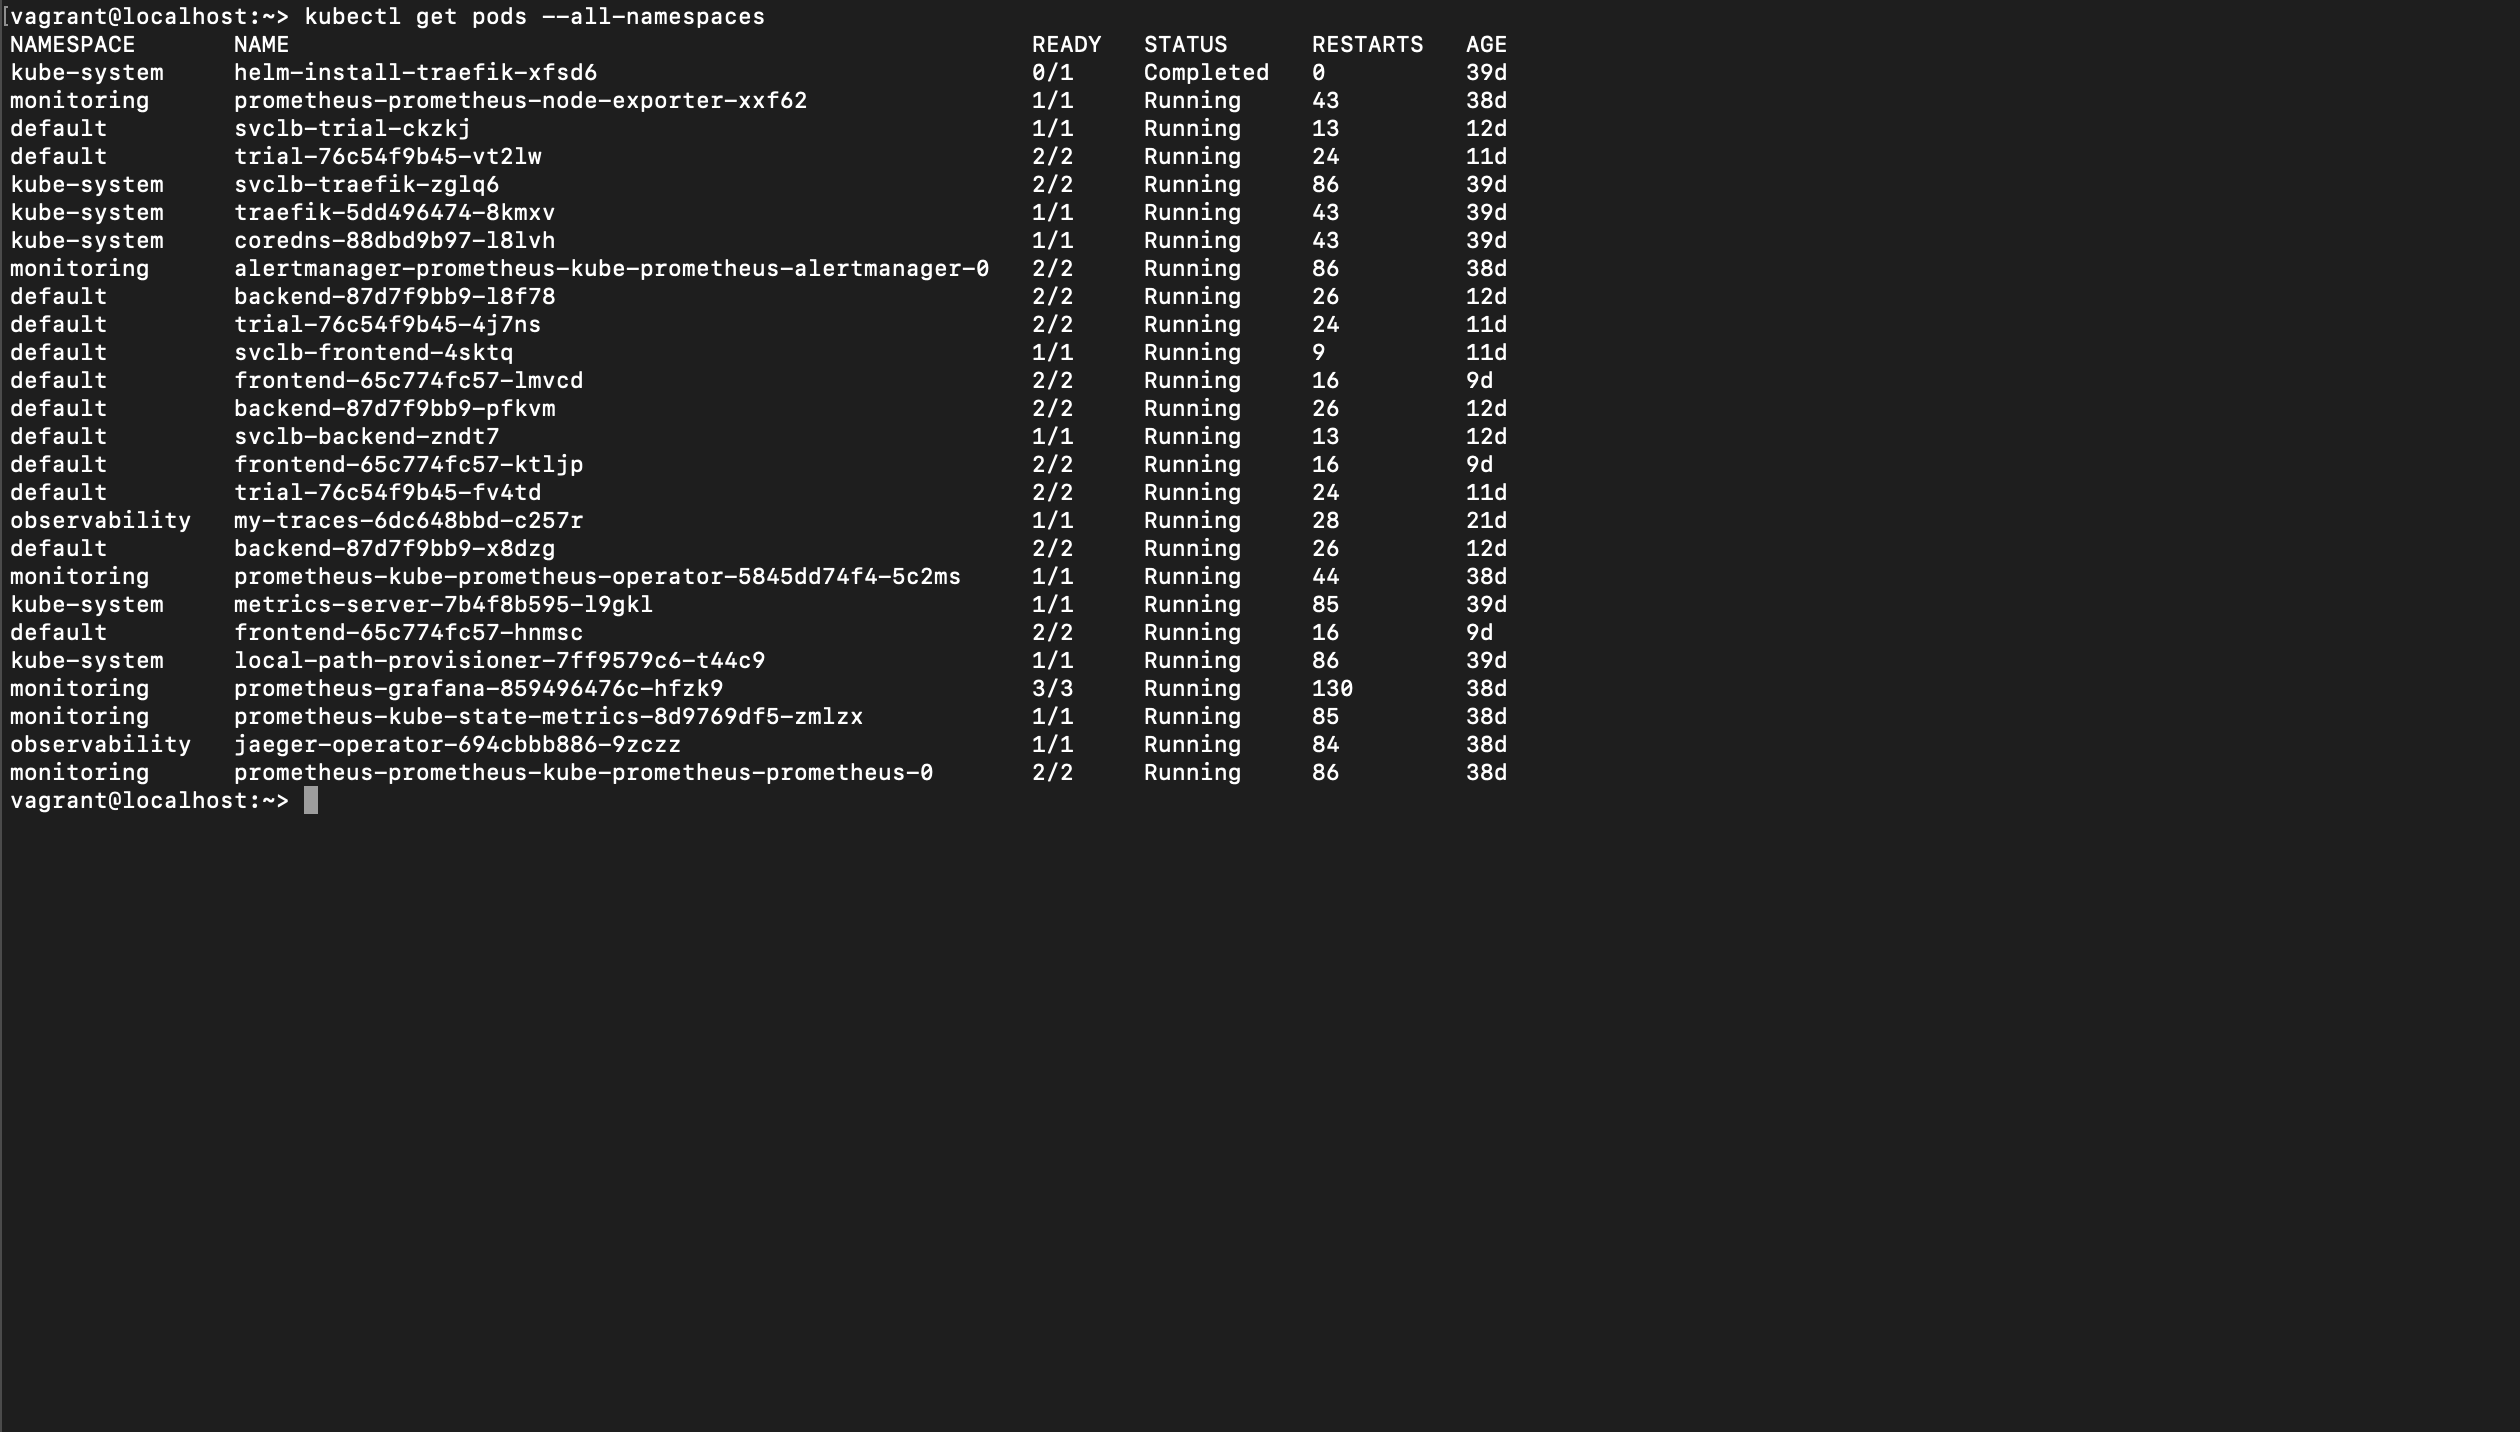 [vagrant@localhost:~> kubectl get pods --all-namespaces
NAMESPACE       NAME                                                     READY   STATUS      RESTARTS   AGE
kube-system     helm-install-traefik-xfsd6                               0/1     Completed   0          39d
monitoring      prometheus-prometheus-node-exporter-xxf62                1/1     Running     43         38d
default         svclb-trial-ckzkj                                        1/1     Running     13         12d
default         trial-76c54f9b45-vt2lw                                   2/2     Running     24         11d
kube-system     svclb-traefik-zglq6                                      2/2     Running     86         39d
kube-system     traefik-5dd496474-8kmxv                                  1/1     Running     43         39d
kube-system     coredns-88dbd9b97-l8lvh                                  1/1     Running     43         39d
monitoring      alertmanager-prometheus-kube-prometheus-alertmanager-0   2/2     Running     86         38d
default         backend-87d7f9bb9-l8f78                                  2/2     Running     26         12d
default         trial-76c54f9b45-4j7ns                                   2/2     Running     24         11d
default         svclb-frontend-4sktq                                     1/1     Running     9          11d
default         frontend-65c774fc57-lmvcd                                2/2     Running     16         9d
default         backend-87d7f9bb9-pfkvm                                  2/2     Running     26         12d
default         svclb-backend-zndt7                                      1/1     Running     13         12d
default         frontend-65c774fc57-ktljp                                2/2     Running     16         9d
default         trial-76c54f9b45-fv4td                                   2/2     Running     24         11d
observability   my-traces-6dc648bbd-c257r                                1/1     Running     28         21d
default         backend-87d7f9bb9-x8dzg                                  2/2     Running     26         12d
monitoring      prometheus-kube-prometheus-operator-5845dd74f4-5c2ms     1/1     Running     44         38d
kube-system     metrics-server-7b4f8b595-l9gkl                           1/1     Running     85         39d
default         frontend-65c774fc57-hnmsc                                2/2     Running     16         9d
kube-system     local-path-provisioner-7ff9579c6-t44c9                   1/1     Running     86         39d
monitoring      prometheus-grafana-859496476c-hfzk9                      3/3     Running     130        38d
monitoring      prometheus-kube-state-metrics-8d9769df5-zmlzx            1/1     Running     85         38d
observability   jaeger-operator-694cbbb886-9zczz                         1/1     Running     84         38d
monitoring      prometheus-prometheus-kube-prometheus-prometheus-0       2/2     Running     86         38d
vagrant@localhost:~>